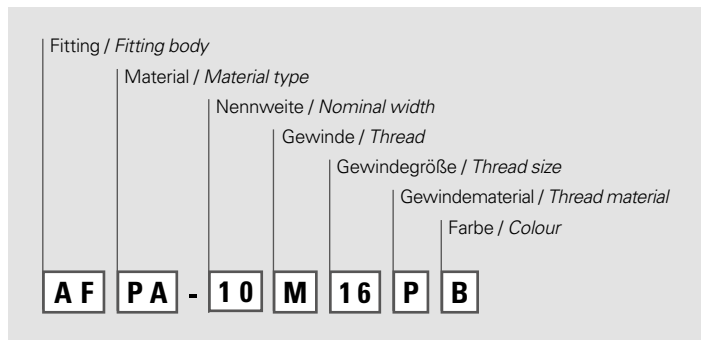 Fitting / Fitting body
Material / Material type
Nennweite / Nominal width
Gewinde / Thread
Gewindegröße / Thread size
Gewindematerial / Thread material
Farbe / Colour
AF PA - 10 M 16 P B